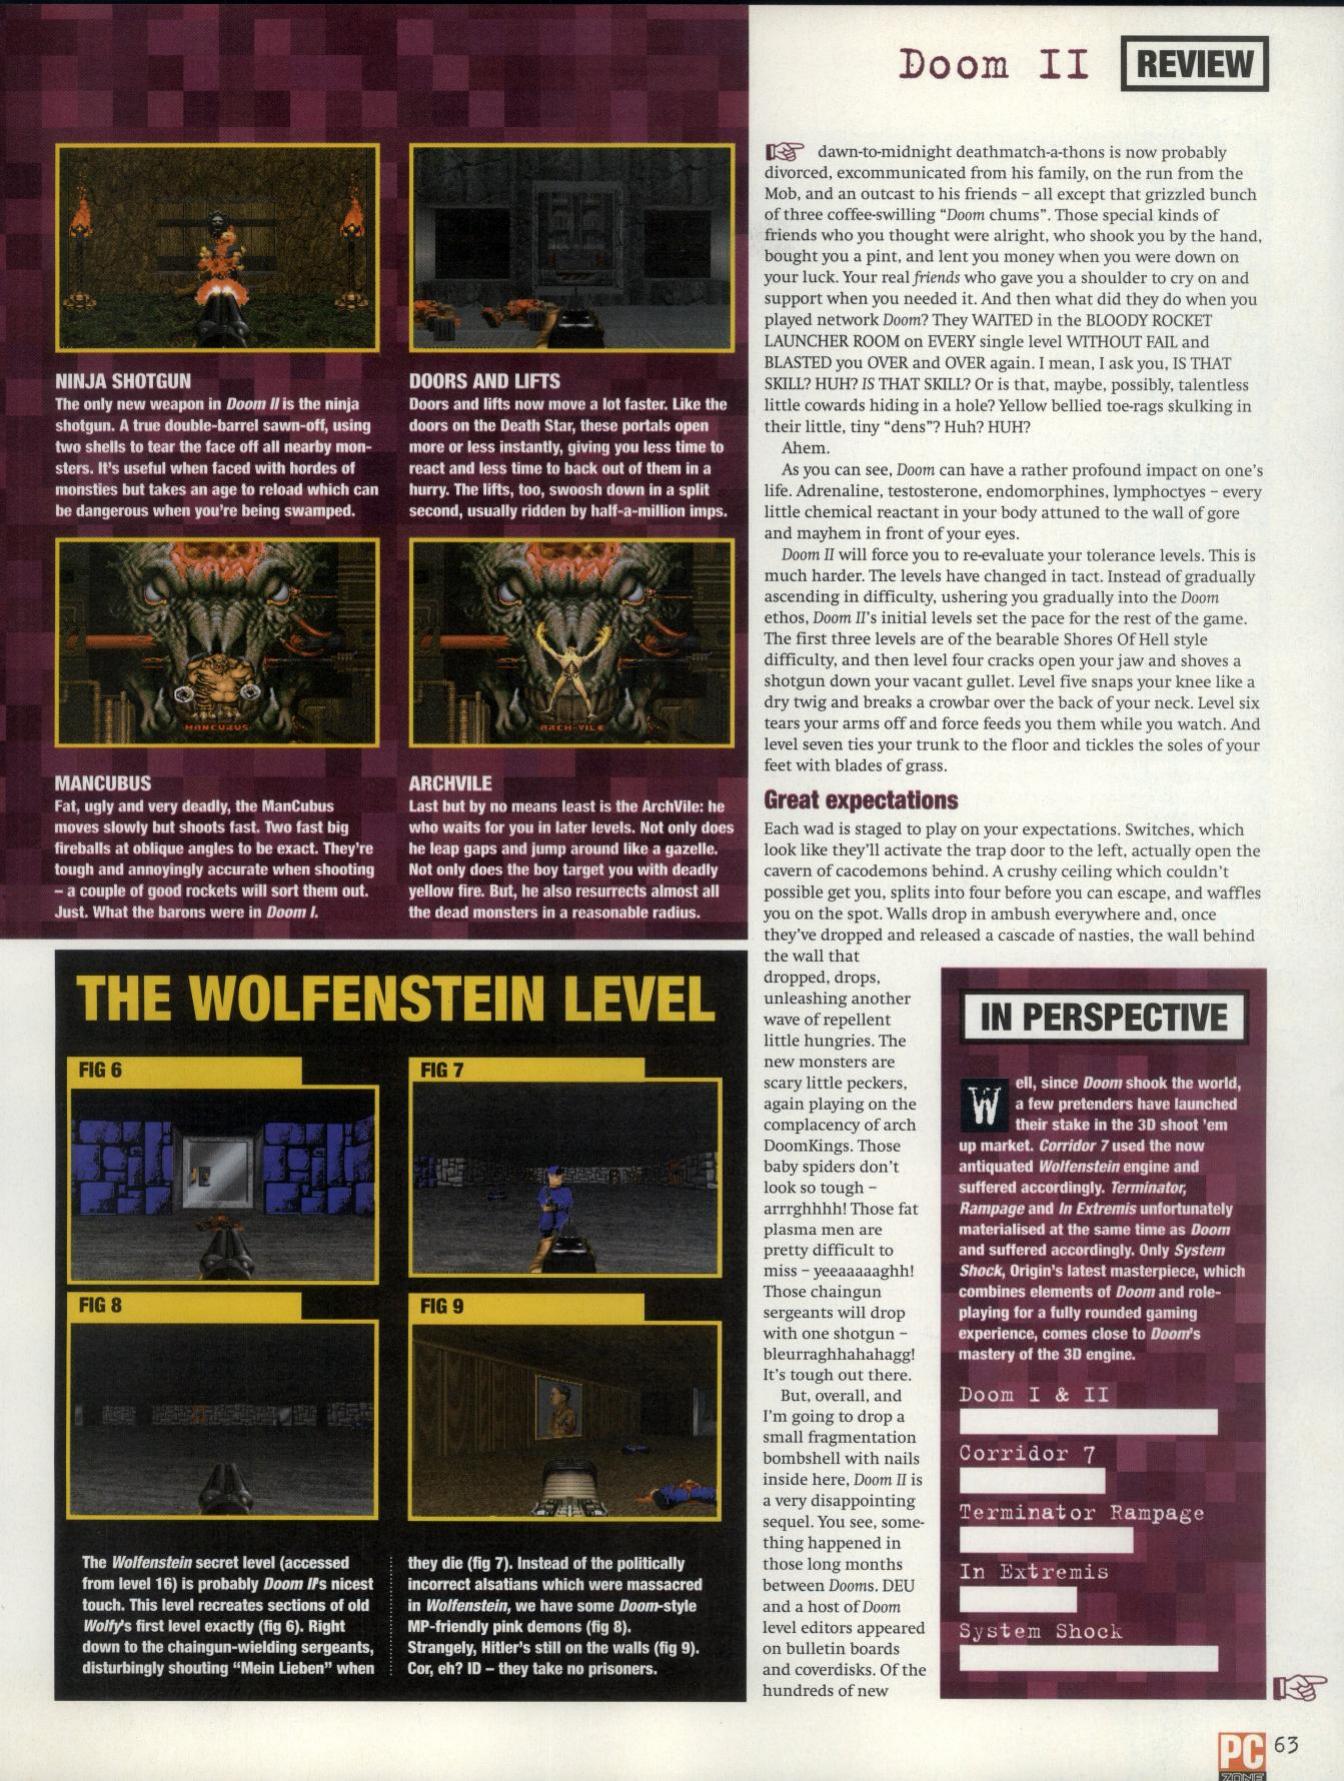 Doom II REVIEW
NINJA SHOTGUN
The only new weapon in Doom II is the ninja
shotgun. A true double-barrel sawn-off, using
two shells to tear the face off all nearby mon-
sters. It's useful when faced with hordes of
monsties but takes an age to reload which can
be dangerous when you're being swamped.
DOORS AND LIFTS
Doors and lifts now move a lot faster. Like the
doors on the Death Star, these portals open
more or less instantly, giving you less time to
react and less time to back out of them in a
hurry. The lifts, too, swoosh down in a split
second, usually ridden by half-a-million imps.
MANCUBUS
ARCH-VILE
MANCUBUS
Fat, ugly and very deadly, the ManCubus
moves slowly but shoots fast. Two fast big
fireballs at oblique angles to be exact. They're
tough and annoyingly accurate when shooting
– a couple of good rockets will sort them out.
Just. What the barons were in Doom I.
ARCHVILE
Last but by no means least is the ArchVile: he
who waits for you in later levels. Not only does
he leap gaps and jump around like a gazelle.
Not only does the boy target you with deadly
yellow fire. But, he also resurrects almost all
the dead monsters in a reasonable radius.
THE WOLFENSTEIN LEVEL
FIG 6
FIG 7
FIG 8
FIG 9
The Wolfenstein secret level (accessed
from level 16) is probably Doom II's nicest
touch. This level recreates sections of old
Wolfy's first level exactly (fig 6). Right
down to the chaingun-wielding sergeants,
disturbingly shouting “Mein Lieben” when
they die (fig 7). Instead of the politically
incorrect alsatians which were massacred
in Wolfenstein, we have some Doom-style
MP-friendly pink demons (fig 8).
Strangely, Hitler's still on the walls (fig 9).
Cor, eh? ID – they take no prisoners.
dawn-to-midnight deathmatch-a-thons is now probably
divorced, excommunicated from his family, on the run from the
Mob, and an outcast to his friends – all except that grizzled bunch
of three coffee-swilling “Doom chums”. Those special kinds of
friends who you thought were alright, who shook you by the hand,
bought you a pint, and lent you money when you were down on
your luck. Your real friends who gave you a shoulder to cry on and
support when you needed it. And then what did they do when you
played network Doom? They WAITED in the BLOODY ROCKET
LAUNCHER ROOM on EVERY single level WITHOUT FAIL and
BLASTED you OVER and OVER again. I mean, I ask you, IS THAT
SKILL? HUH? IS THAT SKILL? Or is that, maybe, possibly, talentless
little cowards hiding in a hole? Yellow bellied toe-rags skulking in
their little, tiny “dens”? Huh? HUH?
Ahem.
As you can see, Doom can have a rather profound impact on one's
life. Adrenaline, testosterone, endomorphines, lymphoctyes – every
little chemical reactant in your body attuned to the wall of gore
and mayhem in front of your eyes.
Doom II will force you to re-evaluate your tolerance levels. This is
much harder. The levels have changed in tact. Instead of gradually
ascending in difficulty, ushering you gradually into the Doom
ethos, Doom II's initial levels set the pace for the rest of the game.
The first three levels are of the bearable Shores Of Hell style
difficulty, and then level four cracks open your jaw and shoves a
shotgun down your vacant gullet. Level five snaps your knee like a
dry twig and breaks a crowbar over the back of your neck. Level six
tears your arms off and force feeds you them while you watch. And
level seven ties your trunk to the floor and tickles the soles of your
feet with blades of grass.
Great expectations
Each wad is staged to play on your expectations. Switches, which
look like they'll activate the trap door to the left, actually open the
cavern of cacodemons behind. A crushy ceiling which couldn't
possible get you, splits into four before you can escape, and waffles
you on the spot. Walls drop in ambush everywhere and, once
they've dropped and released a cascade of nasties, the wall behind
the wall that
dropped, drops,
unleashing another
wave of repellent
little hungries. The
new monsters are
scary little peckers,
again playing on the
complacency of arch
DoomKings. Those
baby spiders don't
look so tough –
arrrghhhh! Those fat
plasma men are
pretty difficult to
miss – yeeaaaaaghh!
Those chaingun
sergeants will drop
with one shotgun –
bleurraghhahahagg!
It's tough out there.
But, overall, and
I'm going to drop a
small fragmentation
bombshell with nails
inside here, Doom II is
a very disappointing
sequel. You see, some-
thing happened in
those long months
between Dooms. DEU
and a host of Doom
level editors appeared
on bulletin boards
and coverdisks. Of the
hundreds of new
IN PERSPECTIVE
Well, since Doom shook the world,
a few pretenders have launched
their stake in the 3D shoot 'em
up market. Corridor 7 used the now
antiquated Wolfenstein engine and
suffered accordingly. Terminator,
Rampage and In Extremis unfortunately
materialised at the same time as Doom
and suffered accordingly. Only System
Shock, Origin's latest masterpiece, which
combines elements of Doom and role-
playing for a fully rounded gaming
experience, comes close to Doom's
mastery of the 3D engine.
Doom I & II
Corridor 7
Terminator Rampage
In Extremis
System Shock
PC ZONE 63